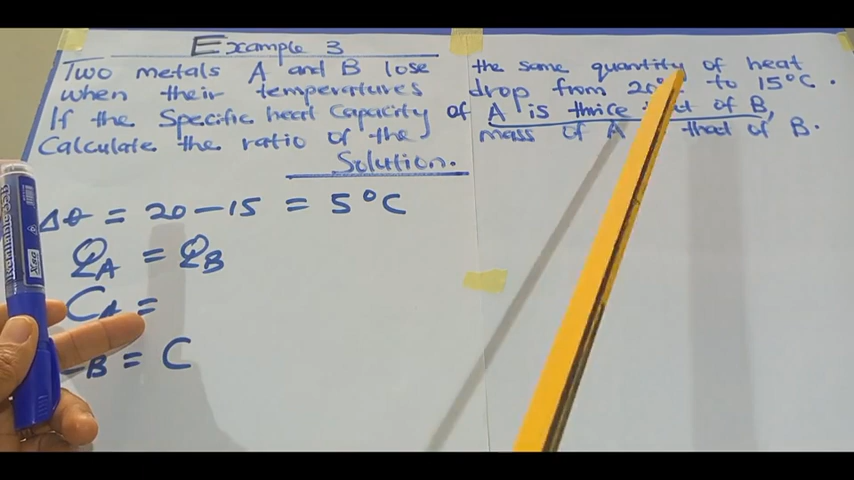 Example 3
Two metals A and B lose the same quantity of heat
when their temperatures drop from 20° to 15°C.
If the Specific heat Capacity of A is thrice that of B,
Calculate the ratio of the mass of A that of B.
Solution.
Δθ = 20 - 15 = 5°C
QA = QB
CA =
B = C